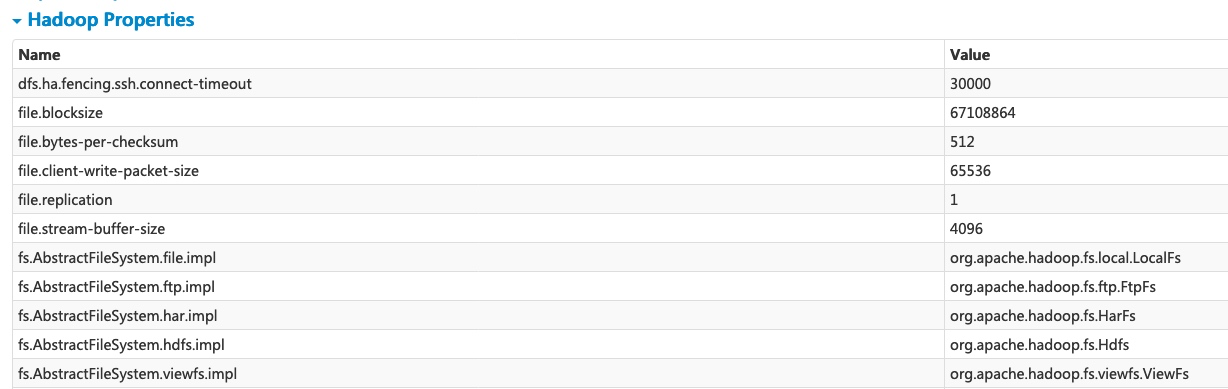 Hadoop Properties
Name Value
dfs.ha.fencing.ssh.connect-timeout 30000
file.blocksize 67108864
file.bytes-per-checksum 512
file.client-write-packet-size 65536
file.replication 1
file.stream-buffer-size 4096
fs.AbstractFileSystem.file.impl org.apache.hadoop.fs.local.LocalFs
fs.AbstractFileSystem.ftp.impl org.apache.hadoop.fs.ftp.FtpFs
fs.AbstractFileSystem.har.impl org.apache.hadoop.fs.HarFs
fs.AbstractFileSystem.hdfs.impl org.apache.hadoop.fs.Hdfs
fs.AbstractFileSystem.viewfs.impl org.apache.hadoop.fs.viewfs.ViewFs